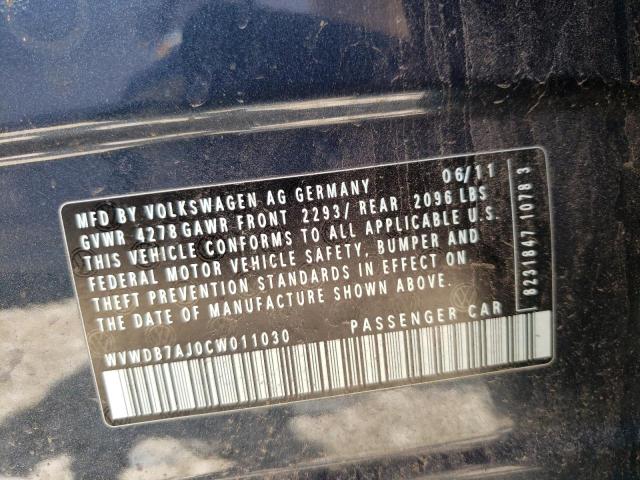 MFD BY VOLKSWAGEN AG GERMANY 06/11
GVWR 4278 GAWR FRONT 2293/ REAR 2096 LBS
THIS VEHICLE CONFORMS TO ALL APPLICABLE U.S.
FEDERAL MOTOR VEHICLE SAFETY, BUMPER AND
THEFT PREVENTION STANDARDS IN EFFECT ON
THE DATE OF MANUFACTURE SHOWN ABOVE.
WVWDB7AJ0CW011030 PASSENGER CAR
8231847 1078 3